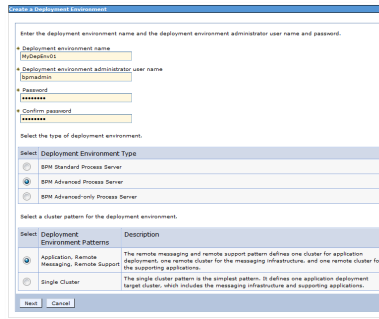 Create a Deployment Environment
Enter the deployment environment name and the deployment environment administrator user name and password.
* Deployment environment name
MyDepEnv01
* Deployment environment administrator user name
bpmadmin
* Password
••••••••
* Confirm password
••••••••
Select the type of deployment environment.
Select Deployment Environment Type
BPM Standard Process Server
BPM Advanced Process Server
BPM Advanced-only Process Server
Select a cluster pattern for the deployment environment.
Select Deployment Environment Patterns Description
Application, Remote Messaging, Remote Support
The remote messaging and remote support pattern defines one cluster for application
deployment, one remote cluster for the messaging infrastructure, and one remote cluster fo
the supporting applications.
Single Cluster
The single cluster pattern is the simplest pattern. It defines one application deployment
target cluster, which includes the messaging infrastructure and supporting applications.
Next Cancel